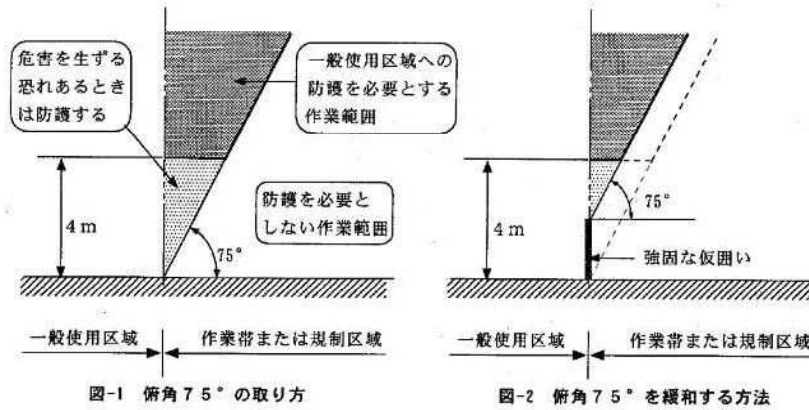 危害を生ずる
恐れあるとき
は防護する
一般使用区域への
防護を必要とする
作業範囲
4m
防護を必要と
しない作業範囲
75°
一般使用区域
作業帯または規制区域
図-1 俯角75°の取り方
4m
75°
強固な仮囲い
一般使用区域
作業帯または規制区域
図-2 俯角75°を緩和する方法